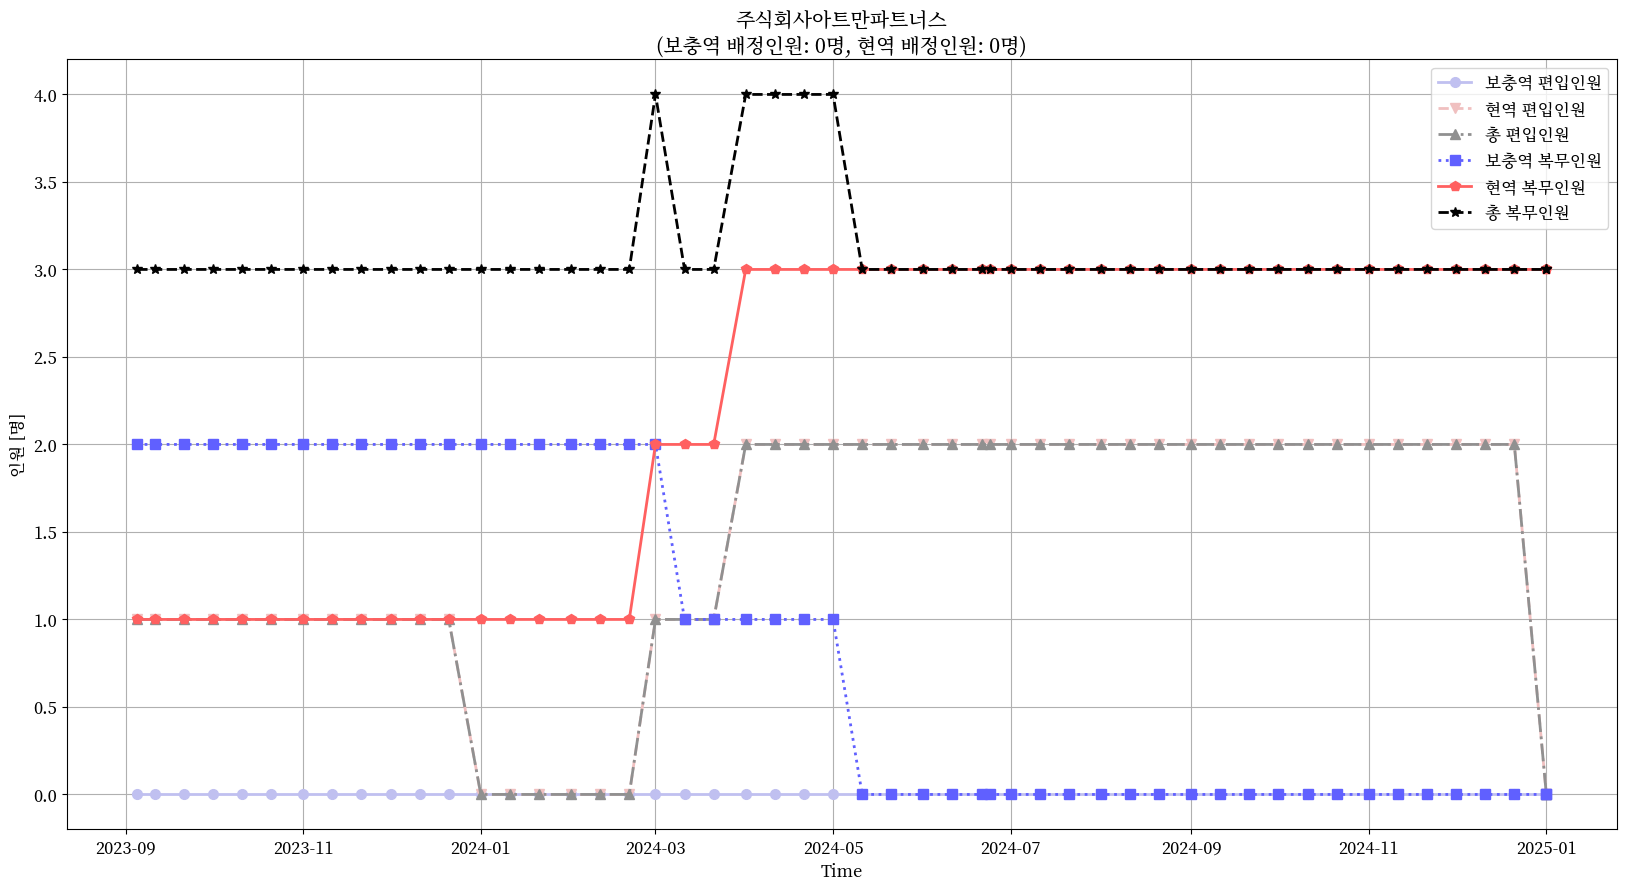 주식회사아트만파트너스
(보충역 배정인원: 0명, 현역 배정인원: 0명)
보충역 편입인원
현역 편입인원
총 편입인원
보충역 복무인원
현역 복무인원
총 복무인원
인원 [명]
4.0
3.5
3.0
2.5
2.0
1.5
1.0
0.5
0.0
2023-09
2023-11
2024-01
2024-03
2024-05
2024-07
2024-09
2024-11
2025-01
Time